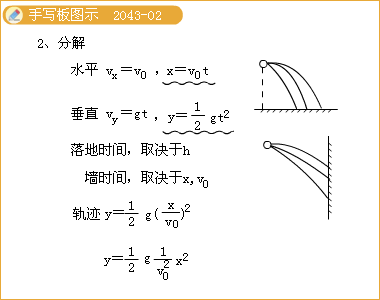 手写板图示 2043-02
2、分解
水平 vₓ＝v₀，x＝v₀t
垂直 v_y＝gt，y＝1/2 gt²
落地时间，取决于h
墙时间，取决于x,v₀
轨迹 y＝1/2 g(x/v₀)²
y＝1/2 g 1/v₀² x²